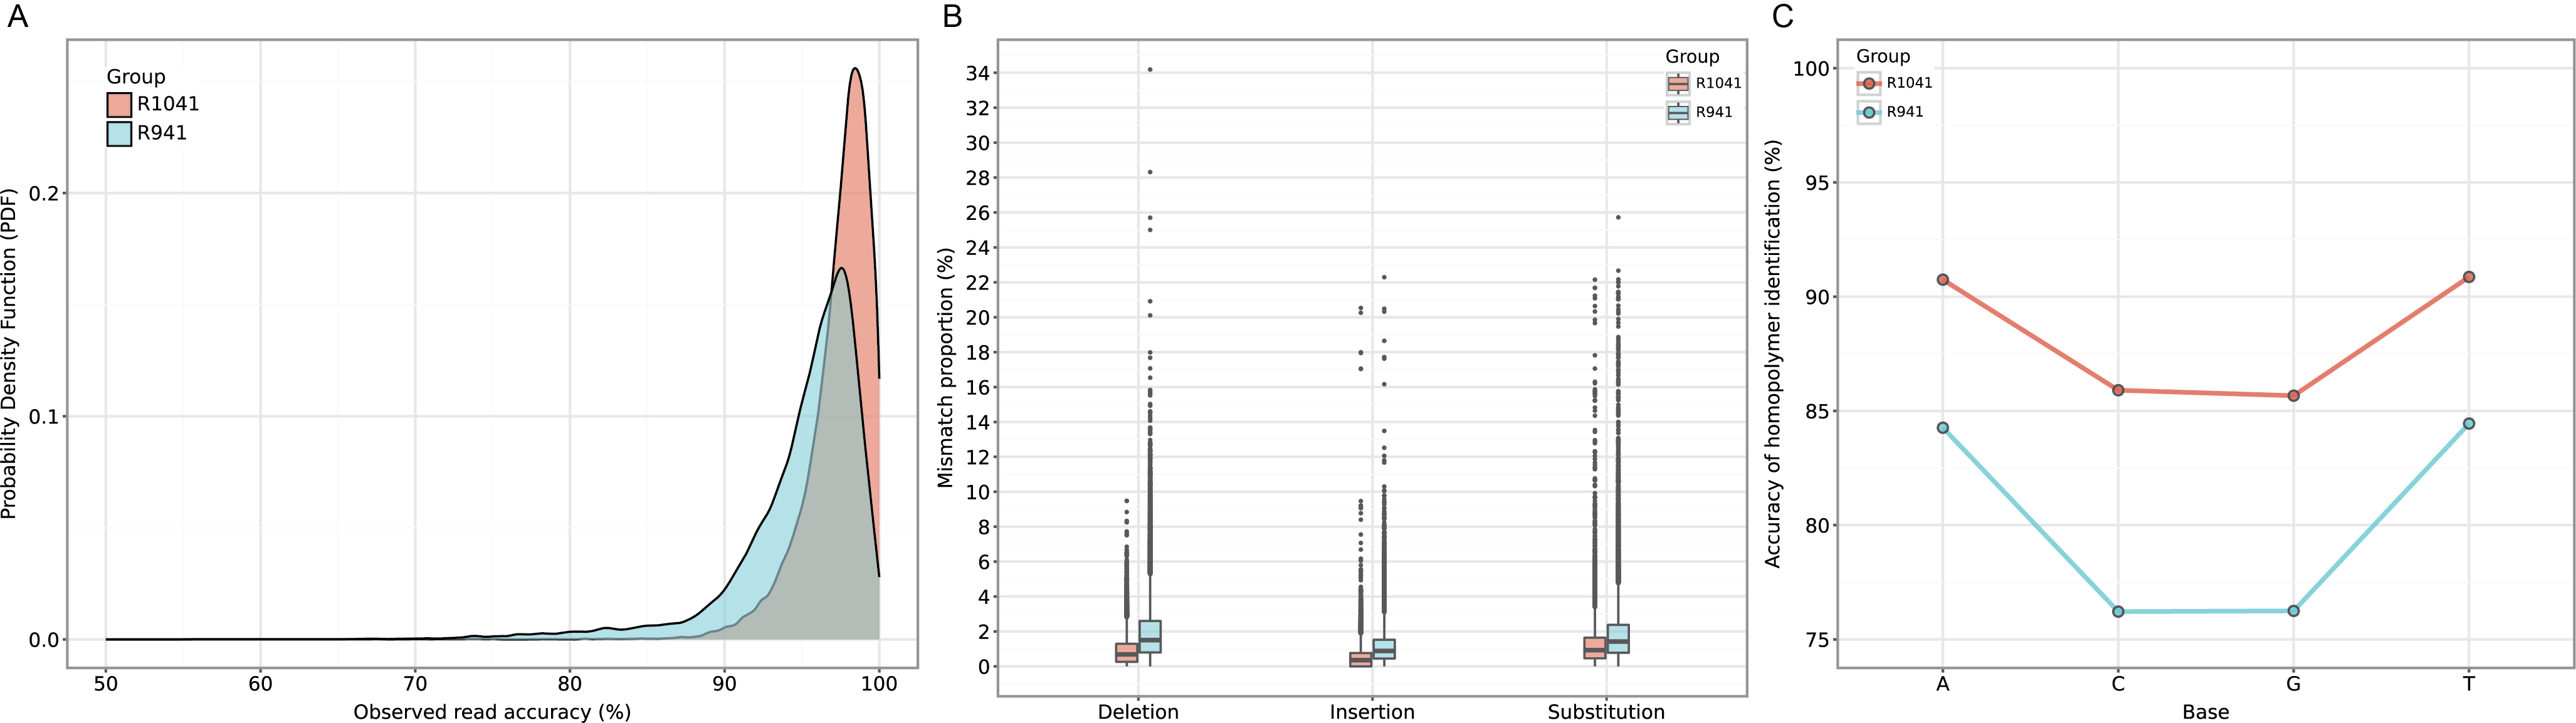 A
Probability Density Function (PDF)
0.2
0.1
0.0
Group
R1041
R941
50 60 70 80 90 100
Observed read accuracy (%)
B
Mismatch proportion (%)
34
32
30
28
26
24
22
20
18
16
14
12
10
8
6
4
2
0
Group
R1041
R941
Deletion Insertion Substitution
C
Accuracy of homopolymer identification (%)
100
95
90
85
80
75
Group
R1041
R941
A C G T
Base